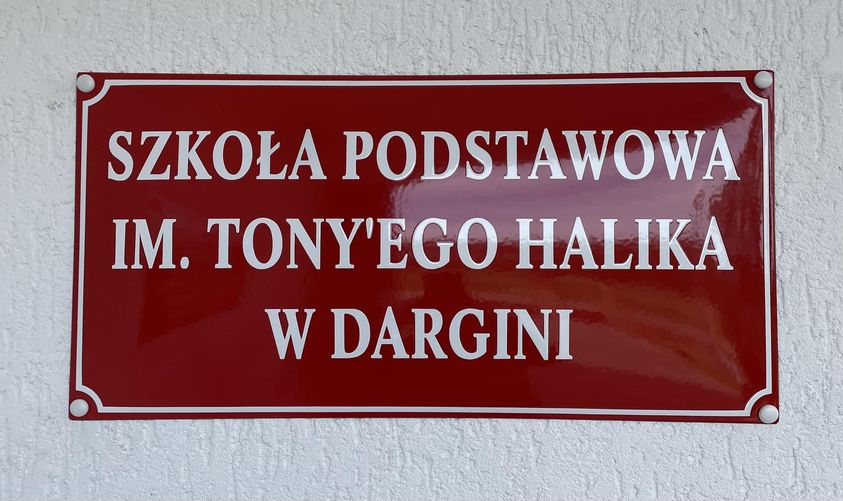 SZKOŁA PODSTAWOWA
IM. TONY'EGO HALIKA
W DARGINI